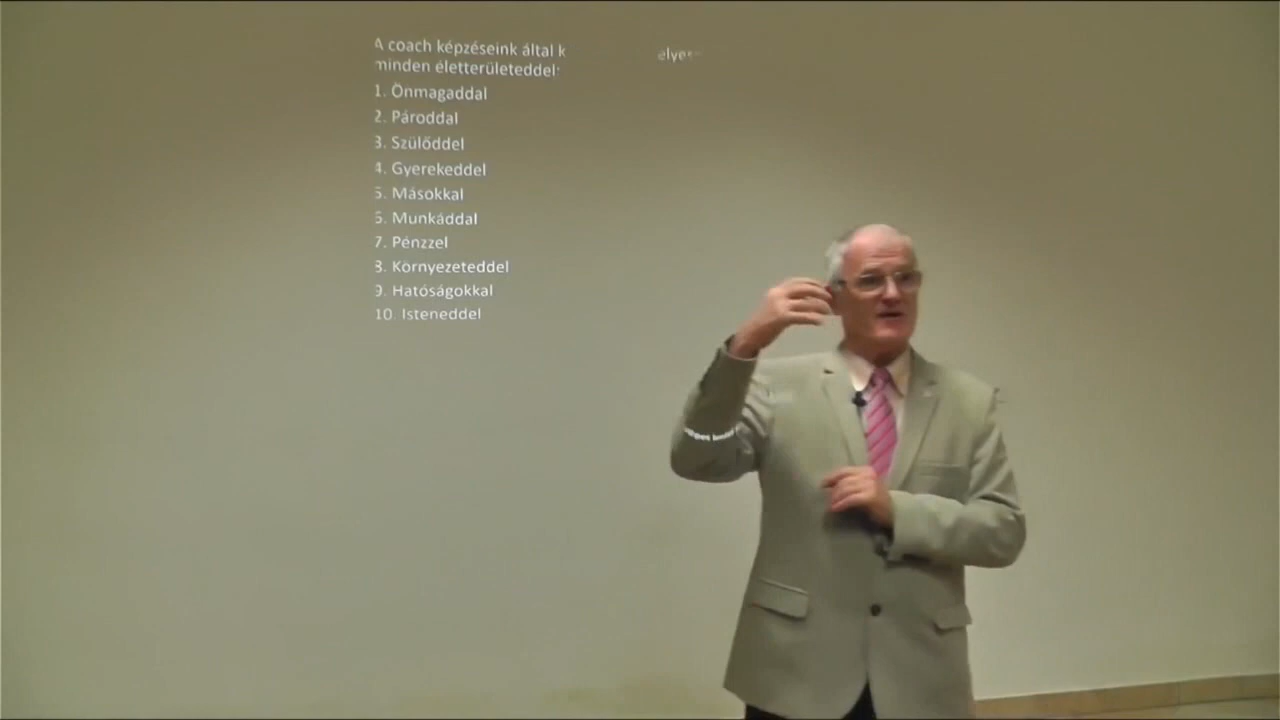 A coach képzéseink által k
minden életterületeddel:
1. Önmagaddal
2. Pároddal
3. Szülőddel
4. Gyerekeddel
5. Másokkal
6. Munkáddal
7. Pénzzel
8. Környezeteddel
9. Hatóságokkal
10. Isteneddel